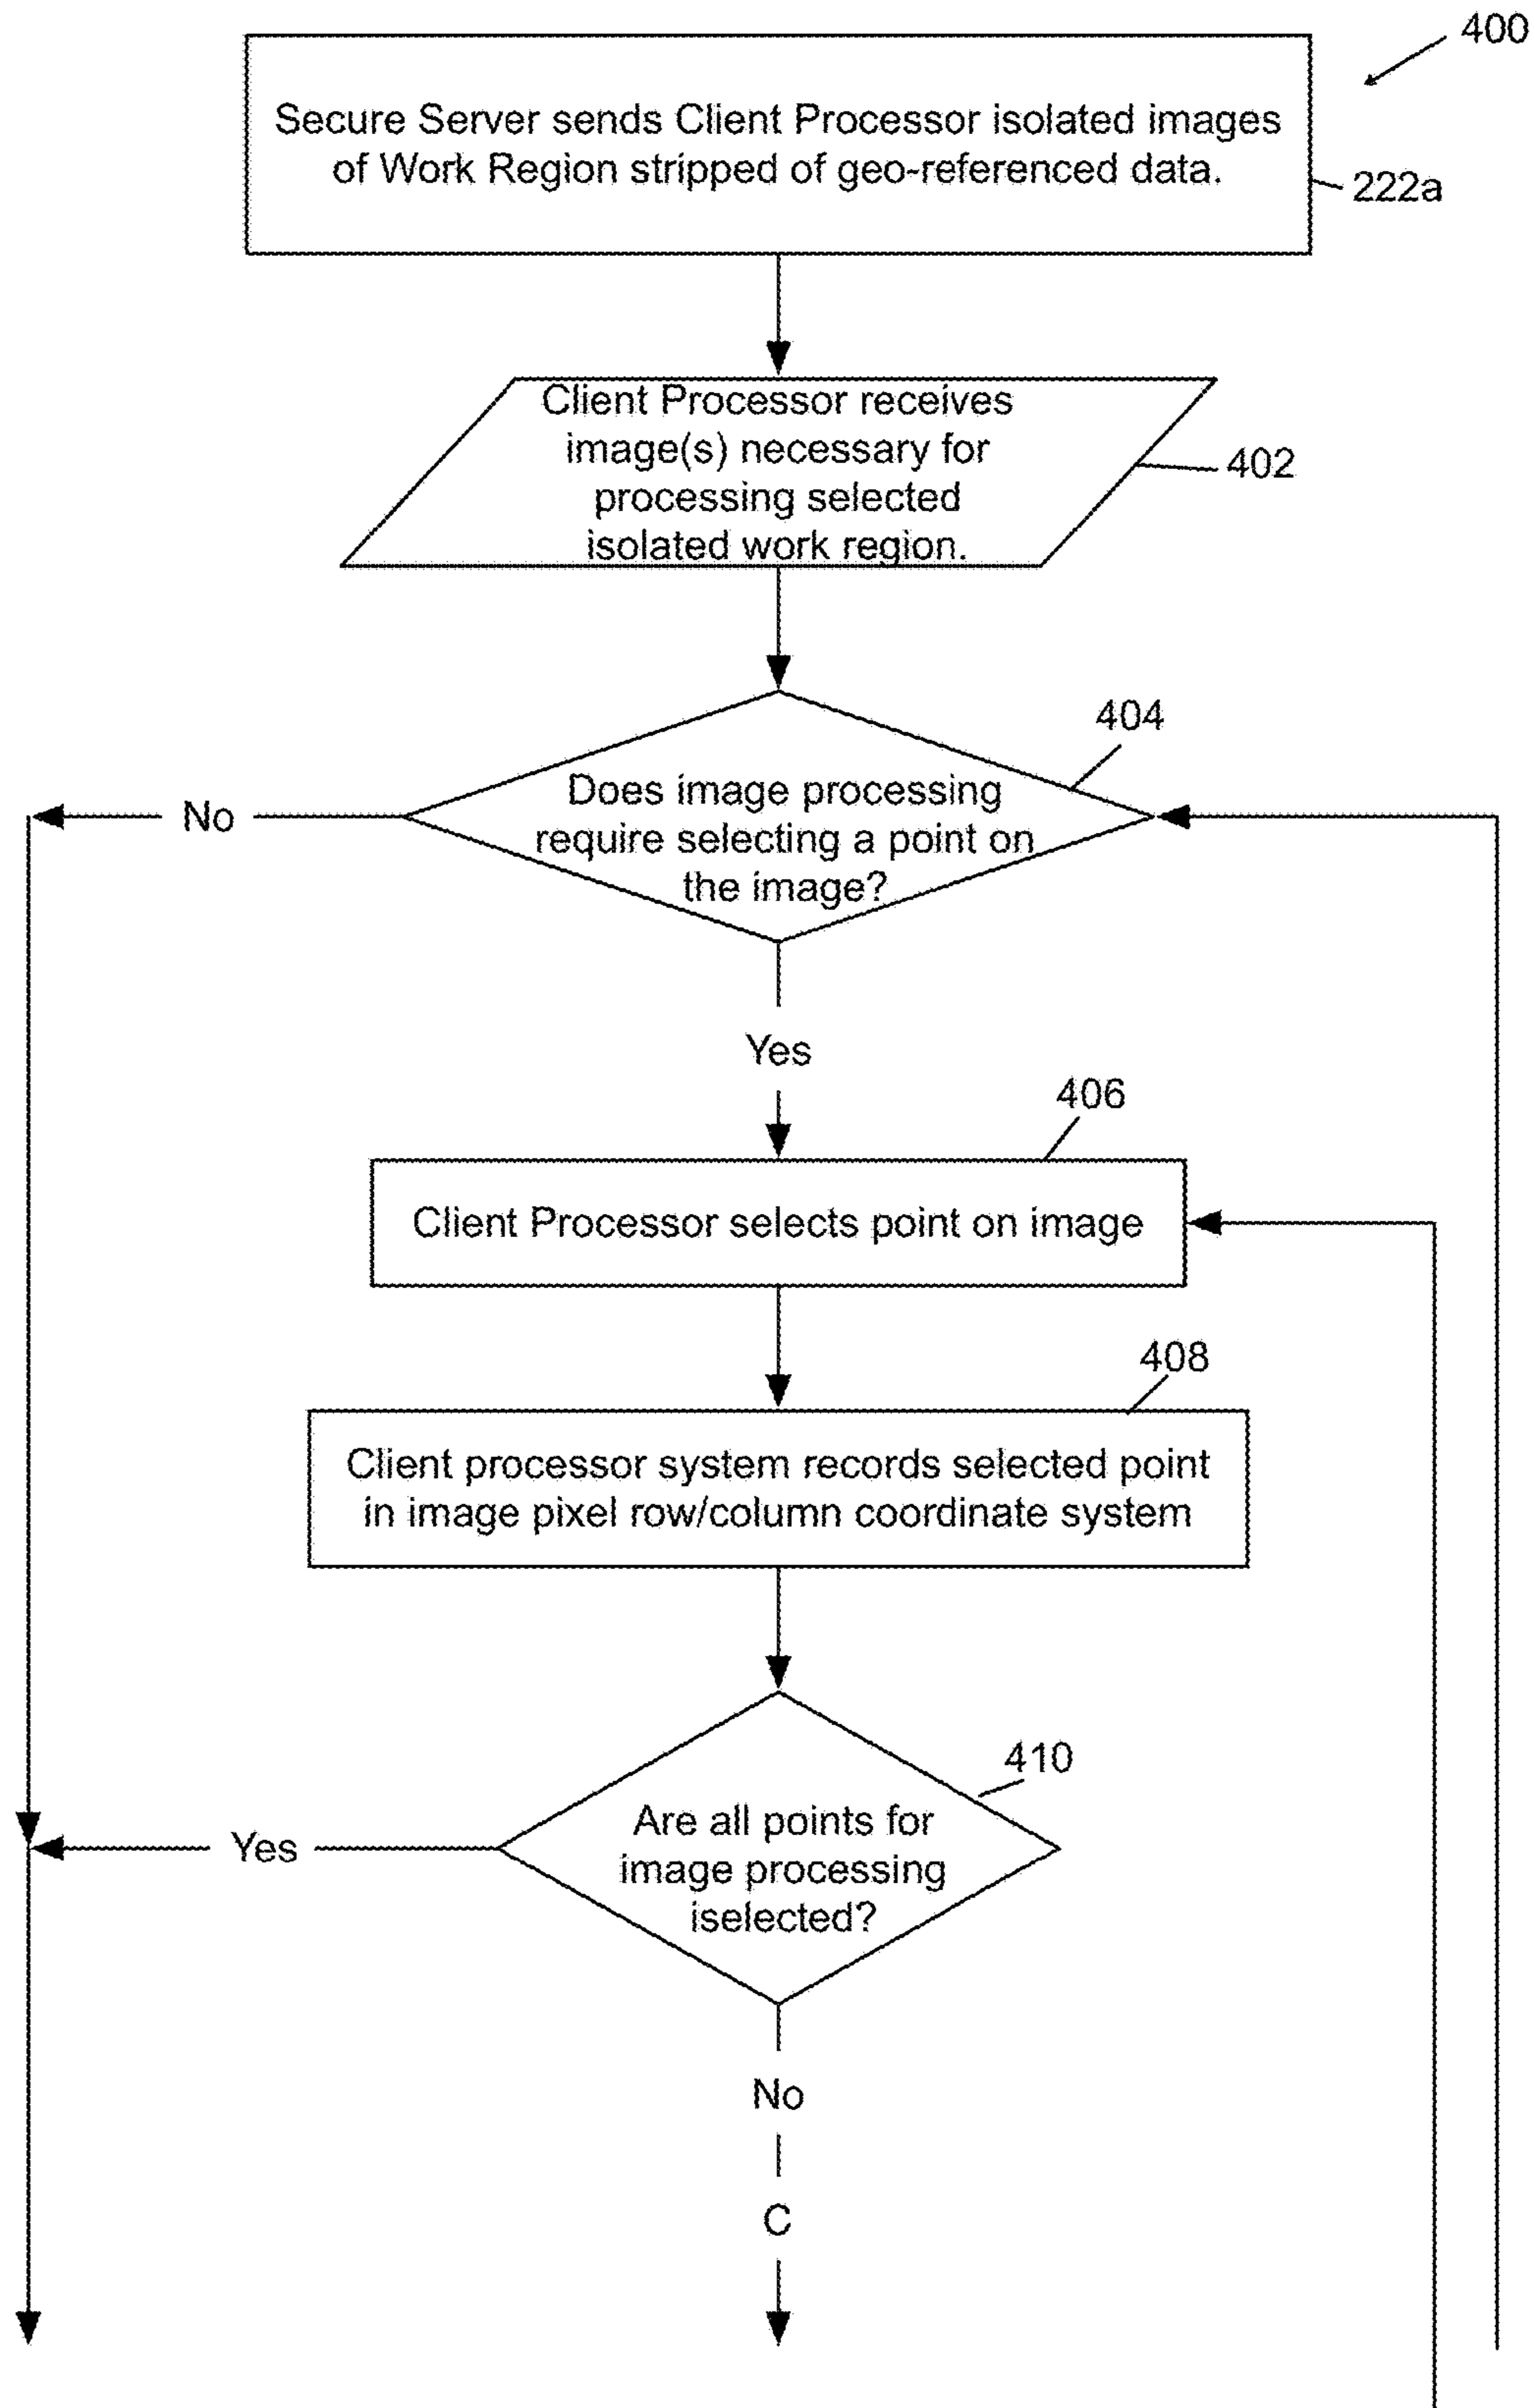 400
Secure Server sends Client Processor isolated images
of Work Region stripped of geo-referenced data.
222a
Client Processor receives
image(s) necessary for
processing selected
isolated work region.
402
404
Does image processing
require selecting a point on
the image?
No
Yes
406
Client Processor selects point on image
408
Client processor system records selected point
in image pixel row/column coordinate system
410
Are all points for
image processing
iselected?
Yes
No
C